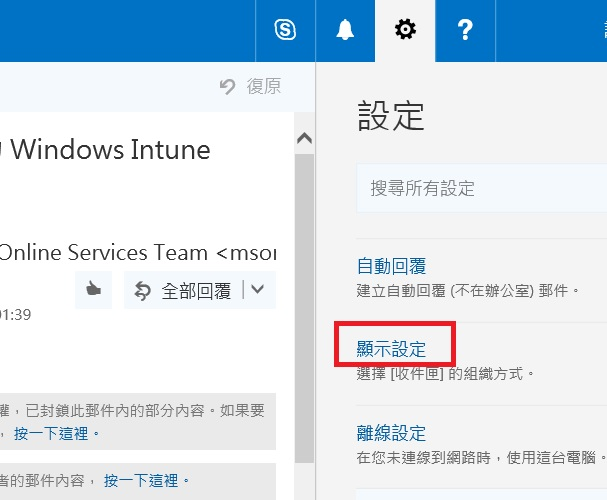 復原
Windows Intune
Online Services Team <msor
全部回覆
01:39
已封鎖此郵件內的部分內容。如果要
，按一下這裡。
者的郵件內容，按一下這裡。
設定
搜尋所有設定
自動回覆
建立自動回覆 (不在辦公室) 郵件。
顯示設定
選擇 [收件匣] 的組織方式。
離線設定
在您未連線到網路時，使用這台電腦。